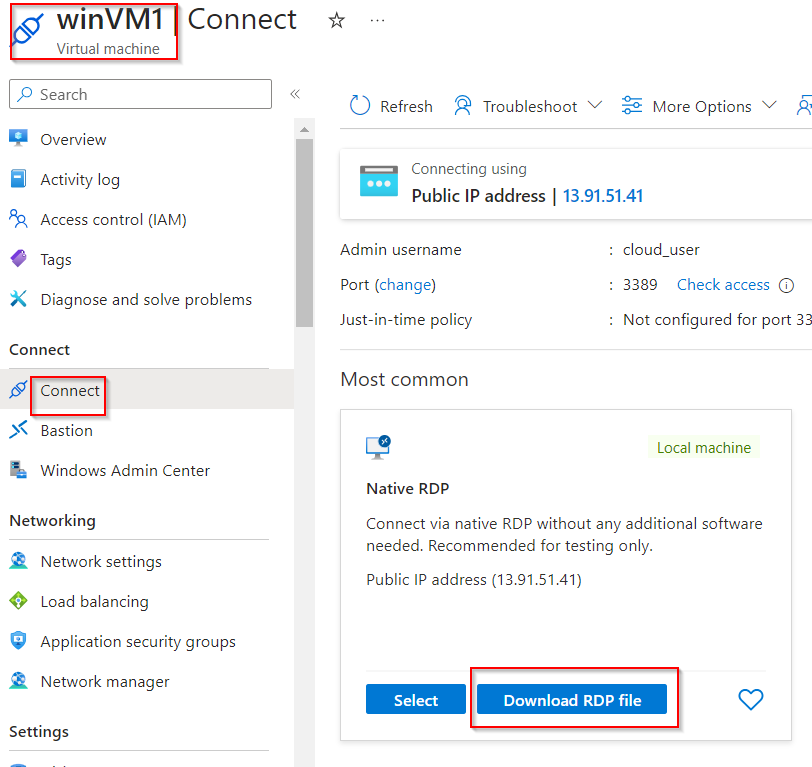 winVM1 | Connect
Virtual machine
Search
Overview
Activity log
Access control (IAM)
Tags
Diagnose and solve problems
Connect
Connect
Bastion
Windows Admin Center
Networking
Network settings
Load balancing
Application security groups
Network manager
Settings
Refresh
Troubleshoot
More Options
Connecting using
Public IP address | 13.91.51.41
Admin username : cloud_user
Port (change) : 3389 Check access
Just-in-time policy : Not configured for port 33
Most common
Local machine
Native RDP
Connect via native RDP without any additional software
needed. Recommended for testing only.
Public IP address (13.91.51.41)
Select
Download RDP file